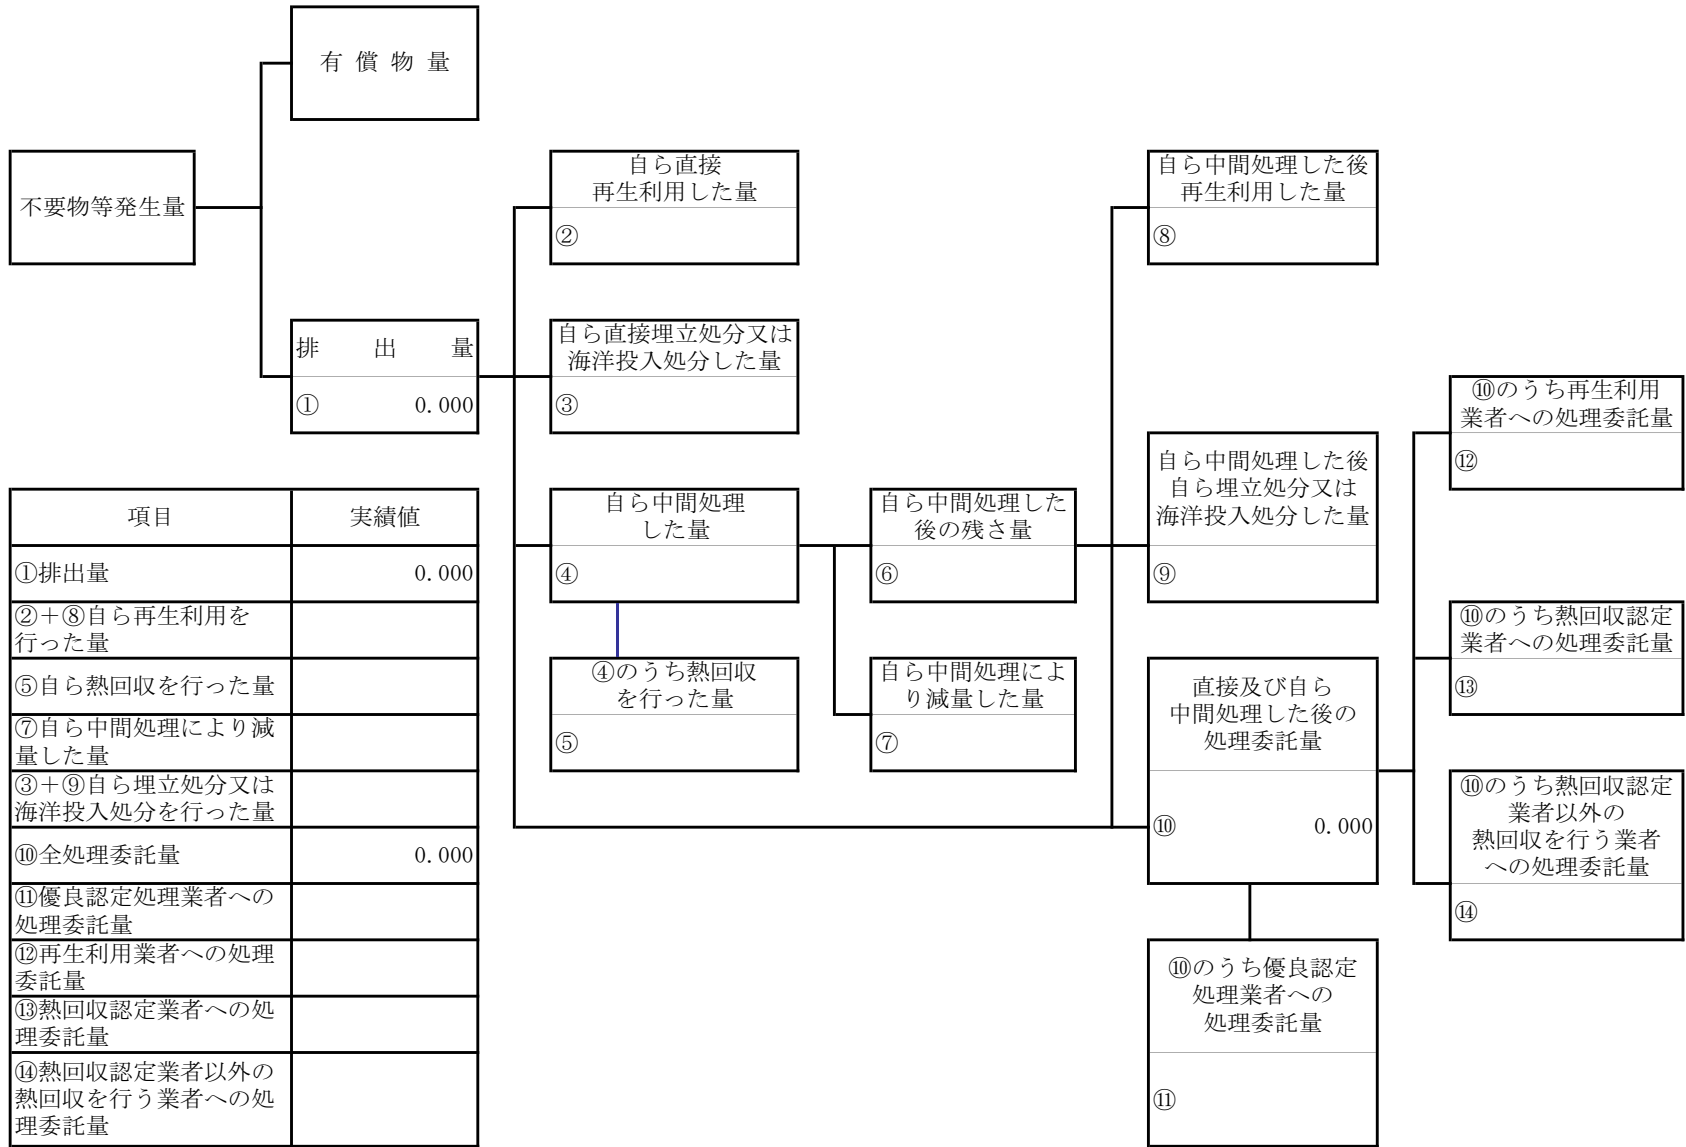 有 償 物 量
不要物等発生量
排 出 量
① 0.000
自ら直接
再生利用した量
②
自ら直接埋立処分又は
海洋投入処分した量
③
自ら中間処理
した量
④
④のうち熱回収
を行った量
⑤
自ら中間処理した
後の残さ量
⑥
自ら中間処理によ
り減量した量
⑦
自ら中間処理した後
再生利用した量
⑧
自ら中間処理した後
自ら埋立処分又は
海洋投入処分した量
⑨
直接及び自ら
中間処理した後の
処理委託量
⑩ 0.000
⑩のうち優良認定
処理業者への
処理委託量
⑪
⑩のうち再生利用
業者への処理委託量
⑫
⑩のうち熱回収認定
業者への処理委託量
⑬
⑩のうち熱回収認定
業者以外の
熱回収を行う業者
への処理委託量
⑭
項目 実績値
①排出量 0.000
②＋⑧自ら再生利用を
行った量
⑤自ら熱回収を行った量
⑦自ら中間処理により減
量した量
③＋⑨自ら埋立処分又は
海洋投入処分を行った量
⑩全処理委託量 0.000
⑪優良認定処理業者への
処理委託量
⑫再生利用業者への処理
委託量
⑬熱回収認定業者への処
理委託量
⑭熱回収認定業者以外の
熱回収を行う業者への処
理委託量